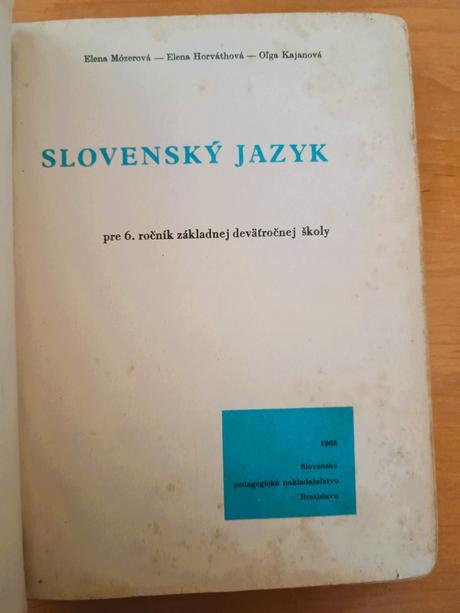 Elena Mózerová — Elena Horváthová — Oľga Kajanová
SLOVENSKÝ JAZYK
pre 6. ročník základnej deväťročnej školy
1968
Slovenské
pedagogické nakladateľstvo
Bratislava